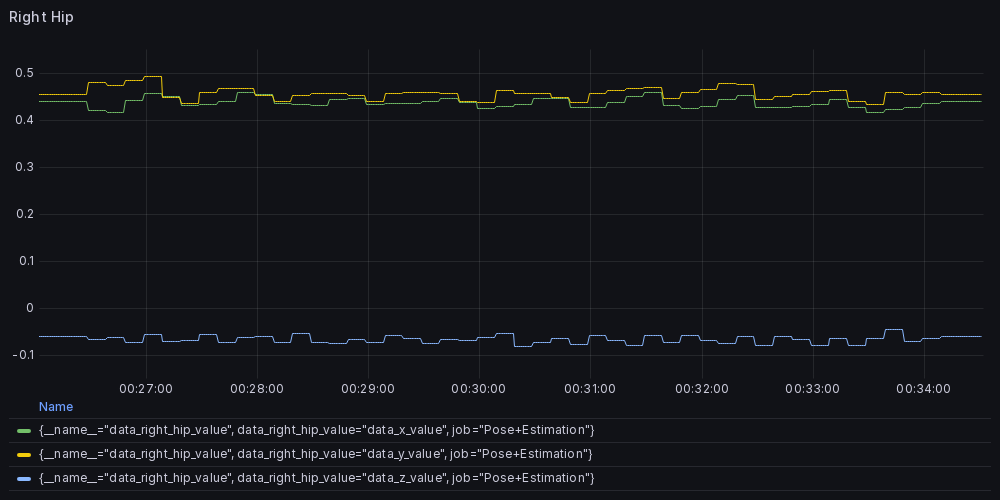 Right Hip
0.5
0.4
0.3
0.2
0.1
0
-0.1
00:27:00 00:28:00 00:29:00 00:30:00 00:31:00 00:32:00 00:33:00 00:34:00
Name
{__name__="data_right_hip_value", data_right_hip_value="data_x_value", job="Pose+Estimation"}
{__name__="data_right_hip_value", data_right_hip_value="data_y_value", job="Pose+Estimation"}
{__name__="data_right_hip_value", data_right_hip_value="data_z_value", job="Pose+Estimation"}